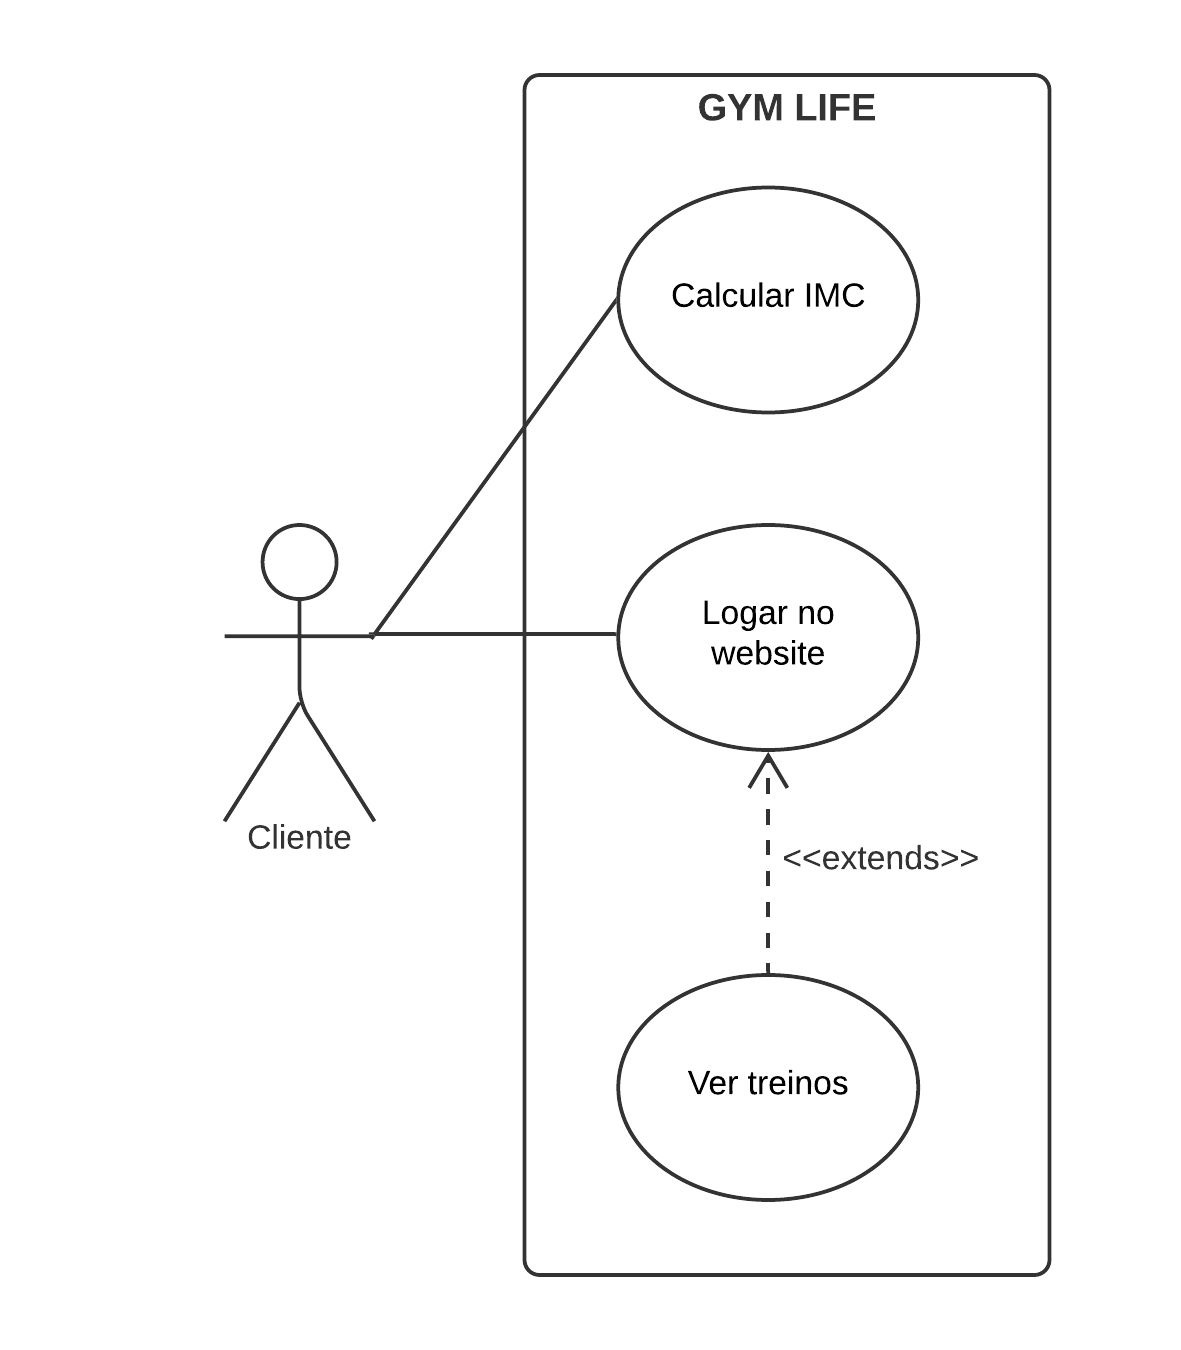 GYM LIFE
Calcular IMC
Logar no
website
Cliente
<<extends>>
Ver treinos